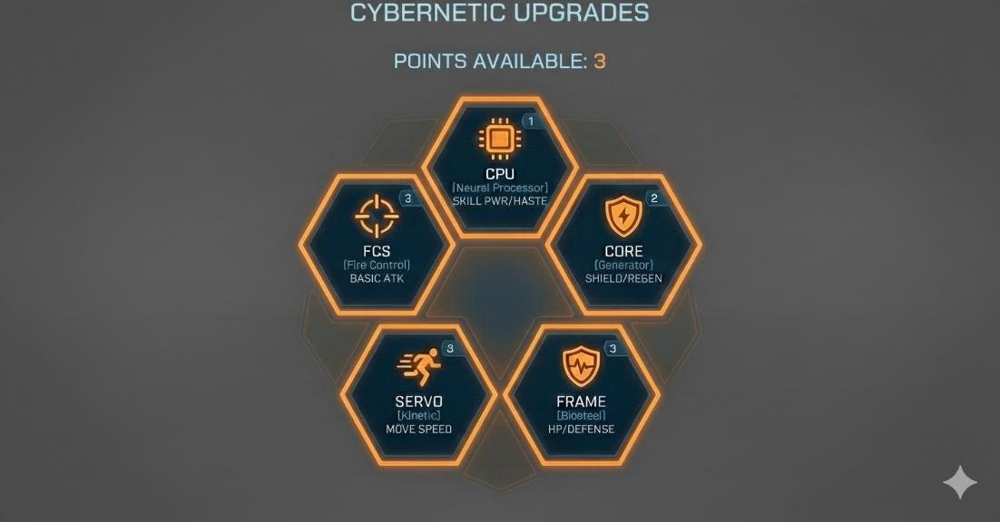 CYBERNETIC UPGRADES
POINTS AVAILABLE: 3
1
CPU
[Neural Processor]
SKILL PWR/HASTE
3
FCS
[Fire Control]
BASIC ATK
2
CORE
[Generator]
SHIELD/REGEN
3
SERVO
[Kinetic]
MOVE SPEED
3
FRAME
[Biosteel]
HP/DEFENSE